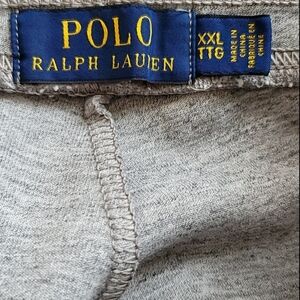 POLO
RALPH LAUREN
XXL
TTG
MADE IN
CHINA
FABRIQUÉ EN
CHINE